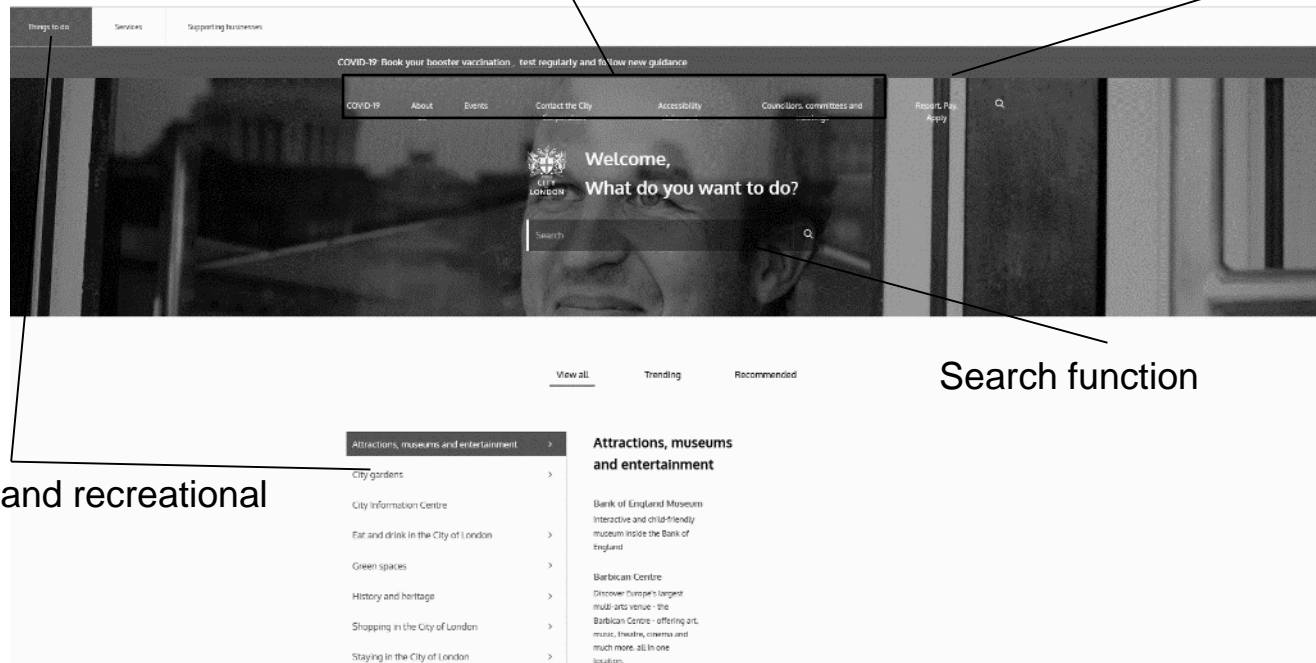 Things to do Services Supporting businesses
COVID-19: Book your booster vaccination , test regularly and follow new guidance
COVID-19 About Events Contact the City Accessibility Councillors, committees and Report, Pay,
meetings Apply
CITY
LONDON
Welcome,
What do you want to do?
Search
Search function
View all Trending Recommended
and recreational
Attractions, museums and entertainment
City gardens
City Information Centre
Eat and drink in the City of London
Green spaces
History and heritage
Shopping in the City of London
Staying in the City of London
Attractions, museums
and entertainment
Bank of England Museum
Interactive and child-friendly
museum inside the Bank of
England
Barbican Centre
Discover Europe's largest
multi-arts venue - the
Barbican Centre - offering art,
music, theatre, cinema and
much more, all in one
location.